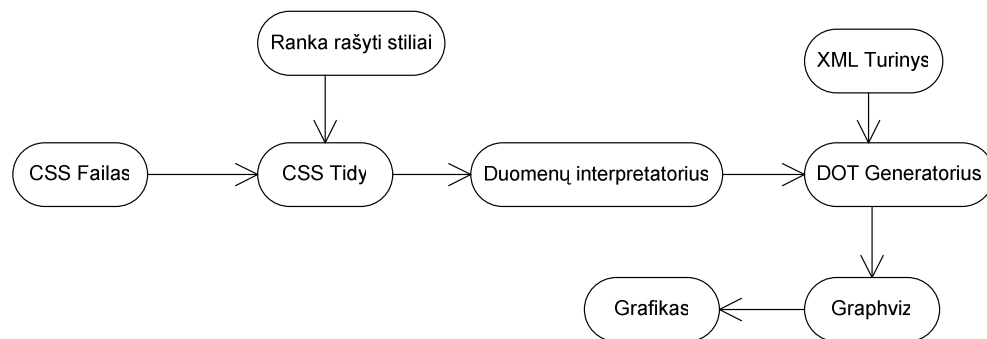 Ranka rašyti stiliai
XML Turinys
CSS Failas
CSS Tidy
Duomenų interpretatorius
DOT Generatorius
Grafikas
Graphviz